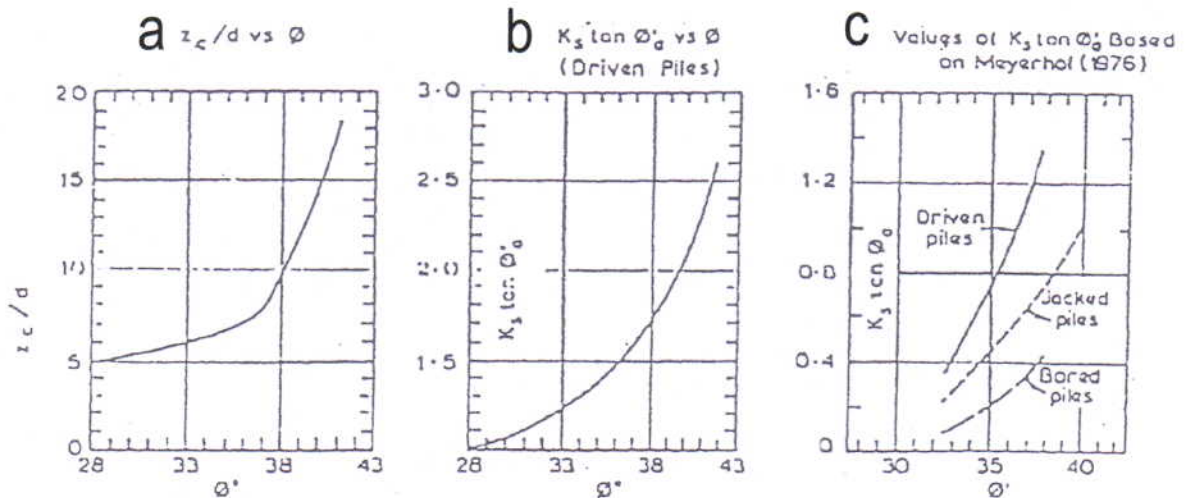 a z_c/d vs Ø
20
15
10
5
0
28 33 38 43
z_c/d
Ø°
b K_s tan Ø'_a vs Ø
(Driven Piles)
3.0
2.5
2.0
1.5
28 33 38 43
K_s tan Ø'_a
Ø°
c Values of K_s tan Ø'_a Based
on Meyerhof (1976)
1.6
1.2
0.8
0.4
0
30 35 40
K_s tan Ø'_a
Ø'
Driven
piles
Jacked
piles
Bored
piles